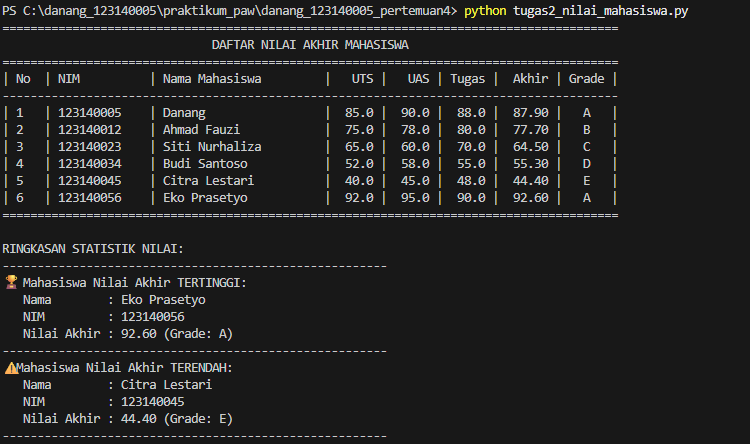 PS C:\danang_123140005\praktikum_paw\danang_123140005_pertemuan4> python tugas2_nilai_mahasiswa.py
========================================================================================
DAFTAR NILAI AKHIR MAHASISWA
========================================================================================
| No | NIM | Nama Mahasiswa | UTS | UAS | Tugas | Akhir | Grade |
----------------------------------------------------------------------------------------
| 1 | 123140005 | Danang | 85.0 | 90.0 | 88.0 | 87.90 | A |
| 2 | 123140012 | Ahmad Fauzi | 75.0 | 78.0 | 80.0 | 77.70 | B |
| 3 | 123140023 | Siti Nurhaliza | 65.0 | 60.0 | 70.0 | 64.50 | C |
| 4 | 123140034 | Budi Santoso | 52.0 | 58.0 | 55.0 | 55.30 | D |
| 5 | 123140045 | Citra Lestari | 40.0 | 45.0 | 48.0 | 44.40 | E |
| 6 | 123140056 | Eko Prasetyo | 92.0 | 95.0 | 90.0 | 92.60 | A |
========================================================================================
RINGKASAN STATISTIK NILAI:
-------------------------------------------------------
🏆 Mahasiswa Nilai Akhir TERTINGGI:
Nama : Eko Prasetyo
NIM : 123140056
Nilai Akhir : 92.60 (Grade: A)
-------------------------------------------------------
⚠️Mahasiswa Nilai Akhir TERENDAH:
Nama : Citra Lestari
NIM : 123140045
Nilai Akhir : 44.40 (Grade: E)
-------------------------------------------------------